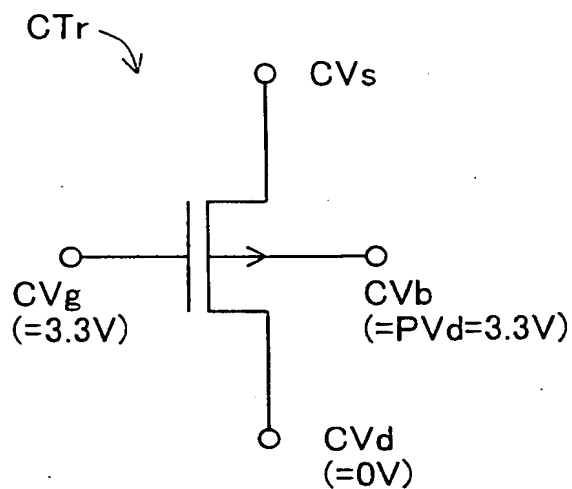 CTr
CVs
CVg
(=3.3V)
CVb
(=PVd=3.3V)
CVd
(=0V)